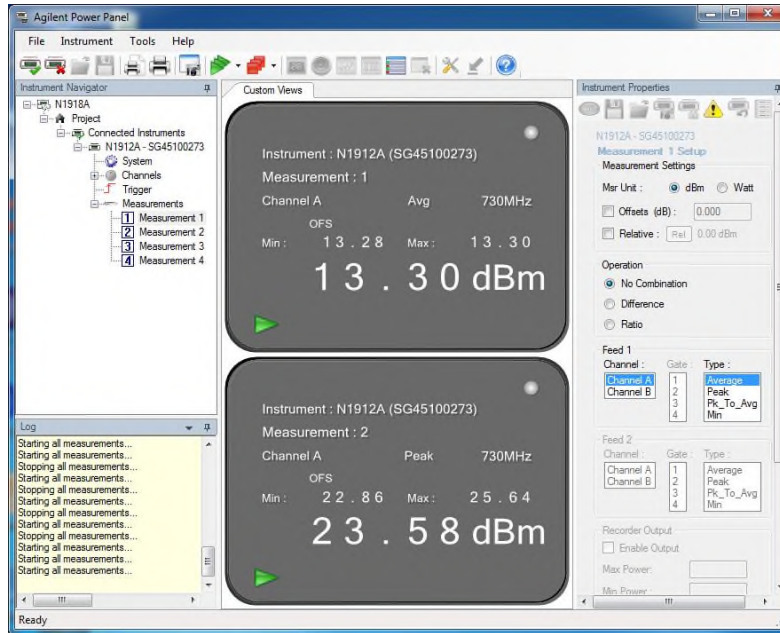 Agilent Power Panel
File Instrument Tools Help
Instrument Navigator
N1918A
Project
Connected Instruments
N1912A - SG45100273
System
Channels
Trigger
Measurements
1 Measurement 1
2 Measurement 2
3 Measurement 3
4 Measurement 4
Log
Starting all measurements...
Starting all measurements...
Stopping all measurements...
Starting all measurements...
Starting all measurements...
Stopping all measurements...
Starting all measurements...
Starting all measurements...
Stopping all measurements...
Starting all measurements...
Starting all measurements...
Starting all measurements...
Custom Views
Instrument : N1912A (SG45100273)
Measurement : 1
Channel A Avg 730MHz
OFS
Min : 13.28 Max : 13.30
13.30 dBm
Instrument : N1912A (SG45100273)
Measurement : 2
Channel A Peak 730MHz
OFS
Min : 22.86 Max : 25.64
23.58 dBm
Instrument Properties
N1912A - SG45100273
Measurement 1 Setup
Measurement Settings
Msr Unit : dBm Watt
Offsets (dB) : 0.000
Relative : Rel 0.00 dBm
Operation
No Combination
Difference
Ratio
Feed 1
Channel : Gate : Type :
Channel A 1 Average
Channel B 2 Peak
3 Pk_To_Avg
4 Min
Feed 2
Channel : Gate : Type :
Channel A 1 Average
Channel B 2 Peak
3 Pk_To_Avg
4 Min
Recorder Output
Enable Output
Max Power:
Min Power :
Ready